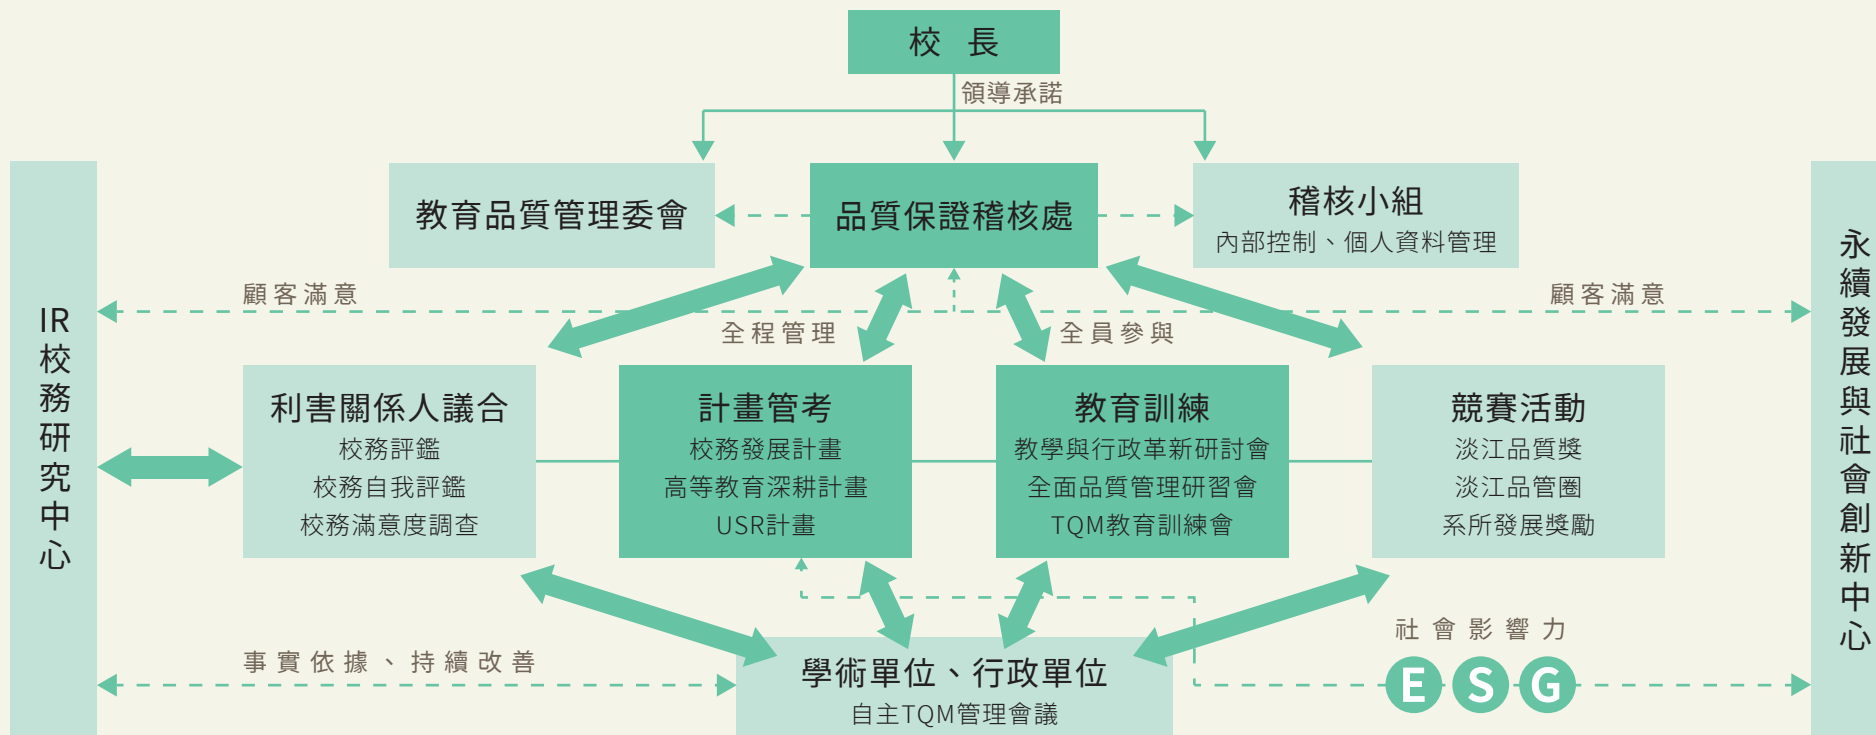 校 長
領導承諾
教育品質管理委會
品質保證稽核處
稽核小組
內部控制、個人資料管理
顧客滿意
顧客滿意
全程管理
全員參與
IR校務研究中心
永續發展與社會創新中心
利害關係人議合
校務評鑑
校務自我評鑑
校務滿意度調查
計畫管考
校務發展計畫
高等教育深耕計畫
USR計畫
教育訓練
教學與行政革新研討會
全面品質管理研習會
TQM教育訓練會
競賽活動
淡江品質獎
淡江品管圈
系所發展獎勵
事實依據、持續改善
學術單位、行政單位
自主TQM管理會議
社會影響力
E S G